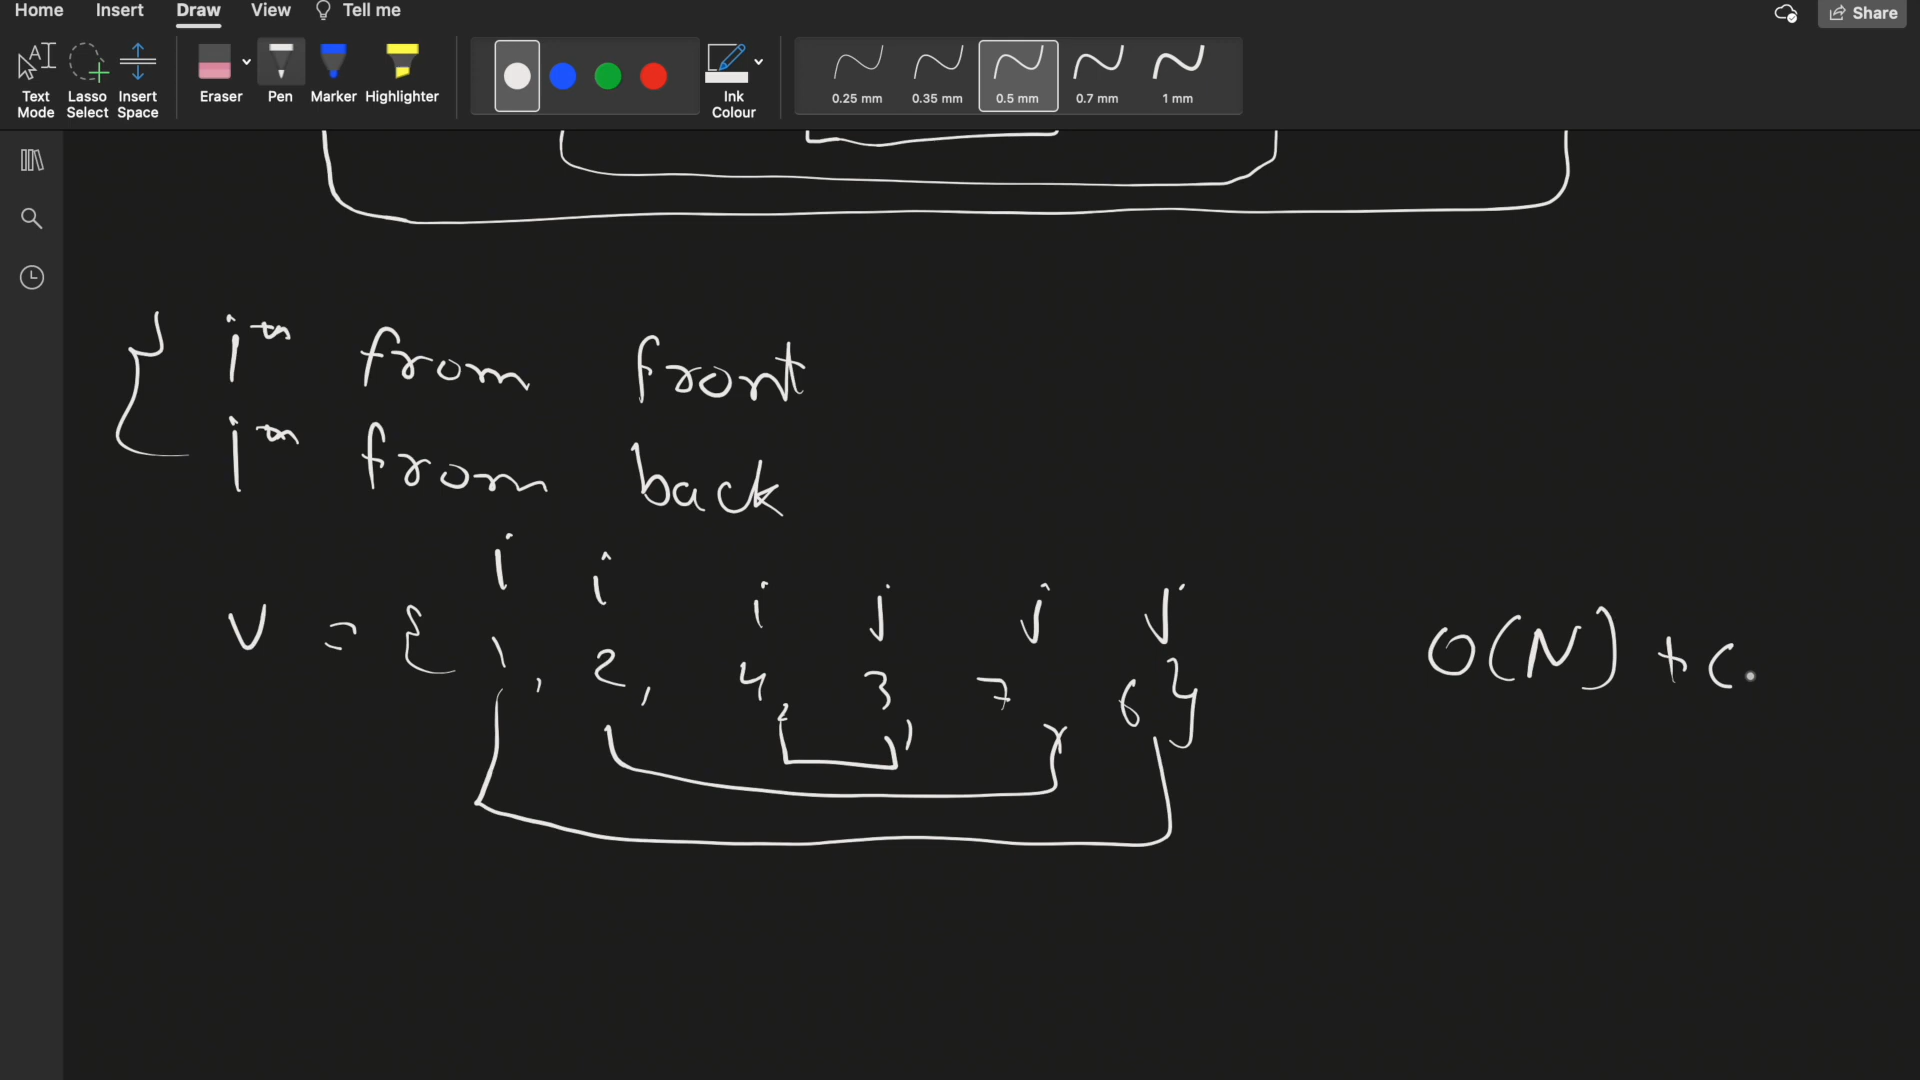 Home Insert Draw View Tell me Share
Text Mode Lasso Select Insert Space Eraser Pen Marker Highlighter Ink Colour 0.25 mm 0.35 mm 0.5 mm 0.7 mm 1 mm
ith from front
ith from back
i i i j j j
V = { 1, 2, 4, 3, 7, 6 }
O(N) + C